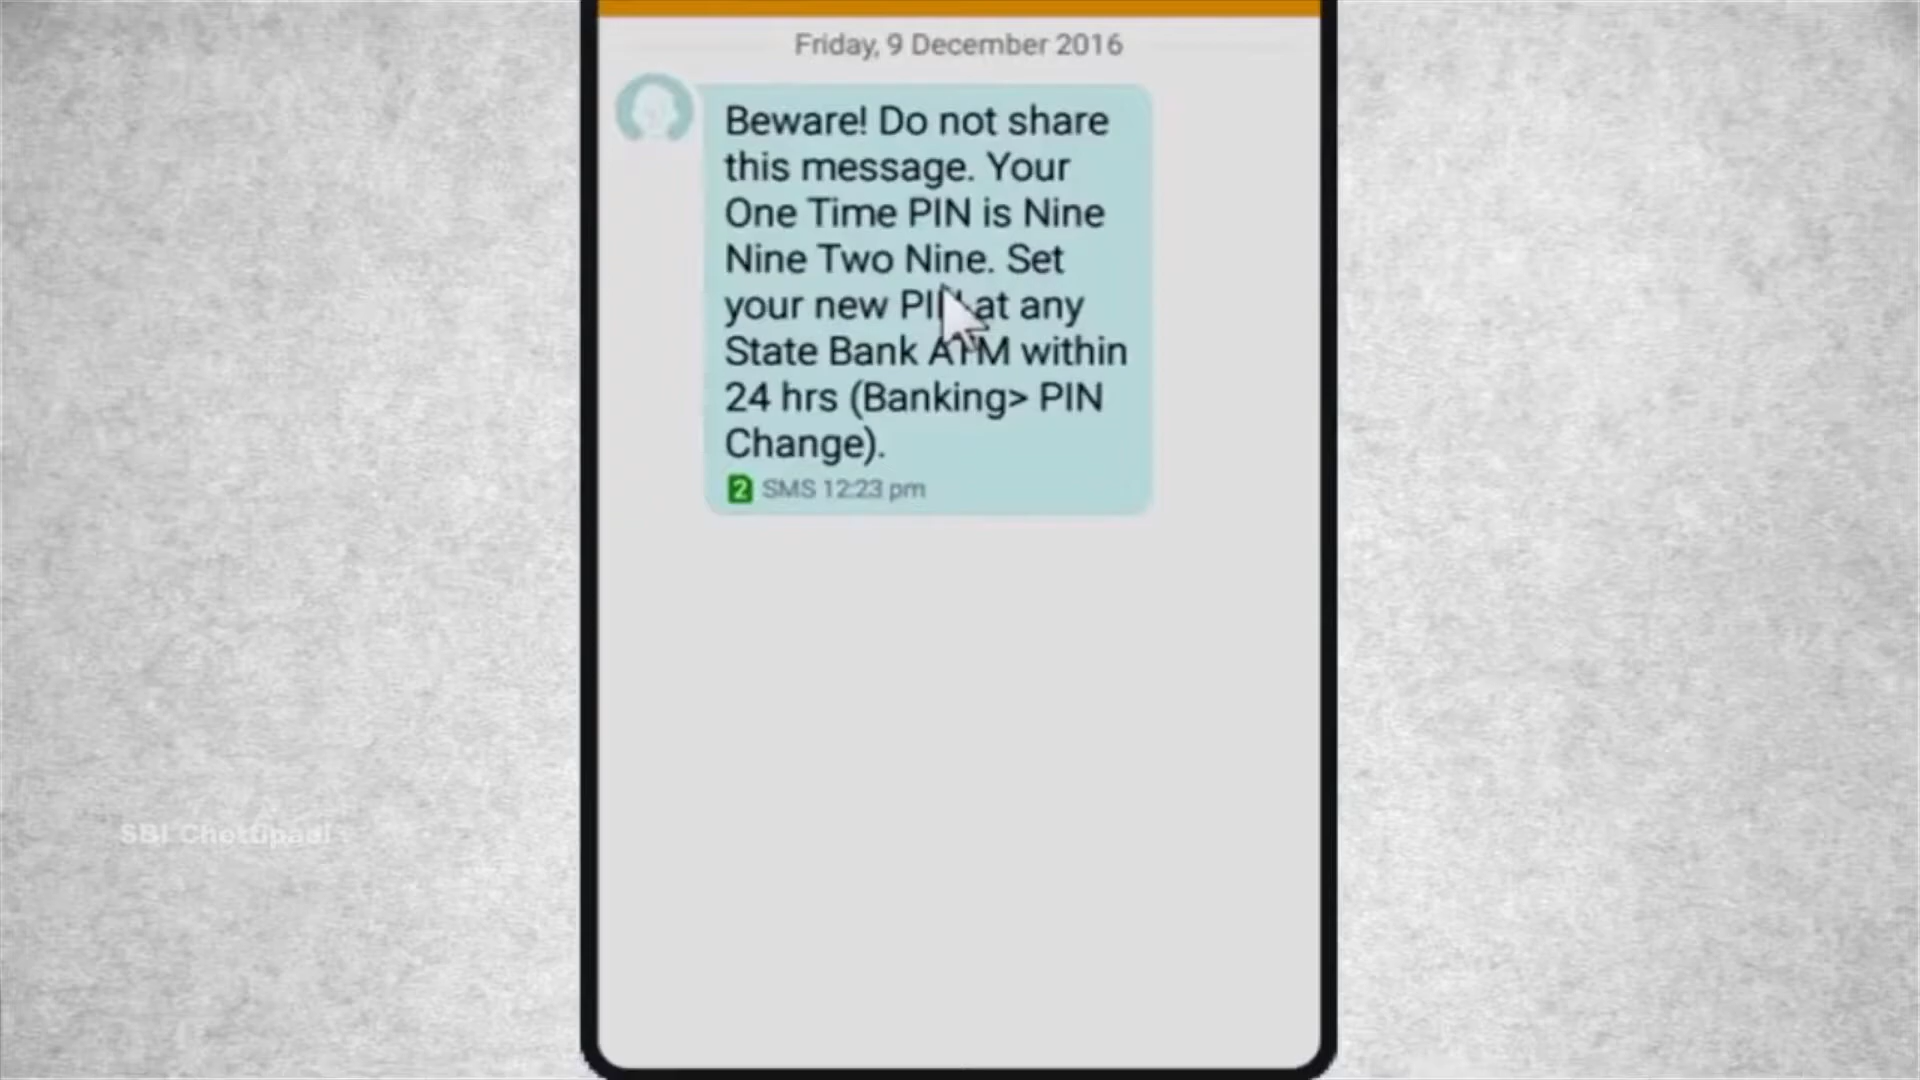 Friday, 9 December 2016
Beware! Do not share
this message. Your
One Time PIN is Nine
Nine Two Nine. Set
your new PIN at any
State Bank ATM within
24 hrs (Banking> PIN
Change).
2 SMS 12:23 pm
SBI